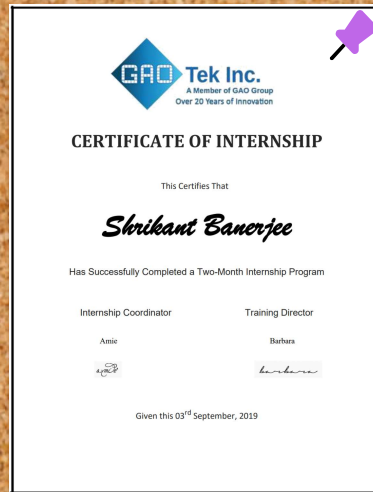 GAO Tek Inc.
A Member of GAO Group
Over 20 Years of Innovation
CERTIFICATE OF INTERNSHIP
This Certifies That
Shrikant Banerjee
Has Successfully Completed a Two-Month Internship Program
Internship Coordinator Training Director
Amie Barbara
amie barbara
Given this 03rd September, 2019